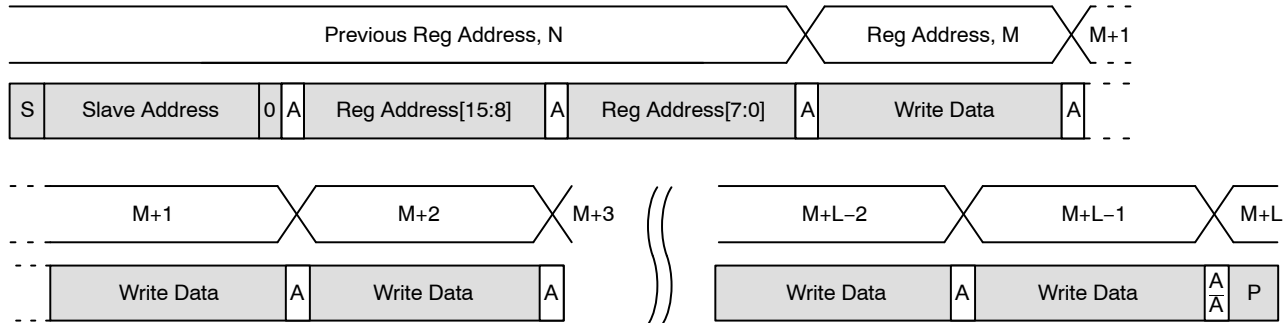 Previous Reg Address, N Reg Address, M M+1
S Slave Address 0 A Reg Address[15:8] A Reg Address[7:0] A Write Data A
M+1 M+2 M+3 M+L−2 M+L−1 M+L
Write Data A Write Data A Write Data A Write Data A A̅ P